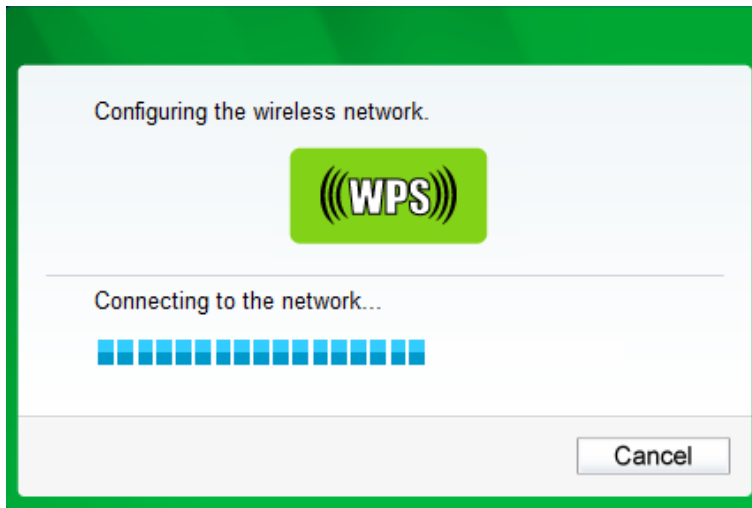 Configuring the wireless network.
(((WPS)))
Connecting to the network...
Cancel